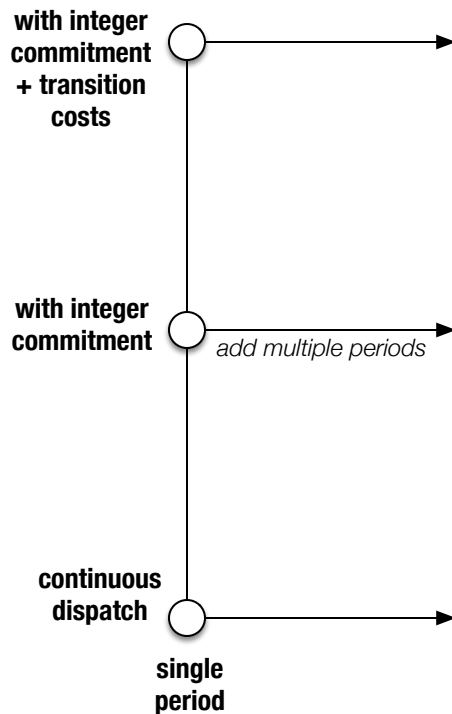 with integer
commitment
+ transition
costs
with integer
commitment
add multiple periods
continuous
dispatch
single
period